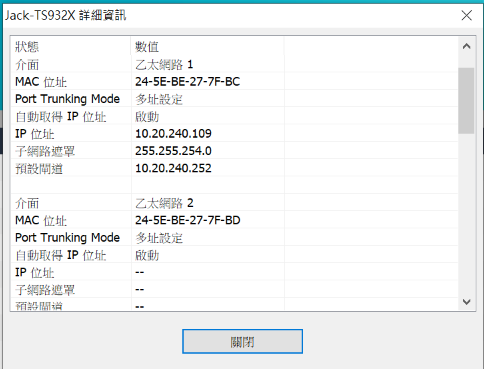 Jack-TS932X 詳細資訊
狀態 數值
介面 乙太網路 1
MAC 位址 24-5E-BE-27-7F-BC
Port Trunking Mode 多址設定
自動取得 IP 位址 啟動
IP 位址 10.20.240.109
子網路遮罩 255.255.254.0
預設閘道 10.20.240.252
介面 乙太網路 2
MAC 位址 24-5E-BE-27-7F-BD
Port Trunking Mode 多址設定
自動取得 IP 位址 啟動
IP 位址 --
子網路遮罩 --
預設閘道 --
關閉